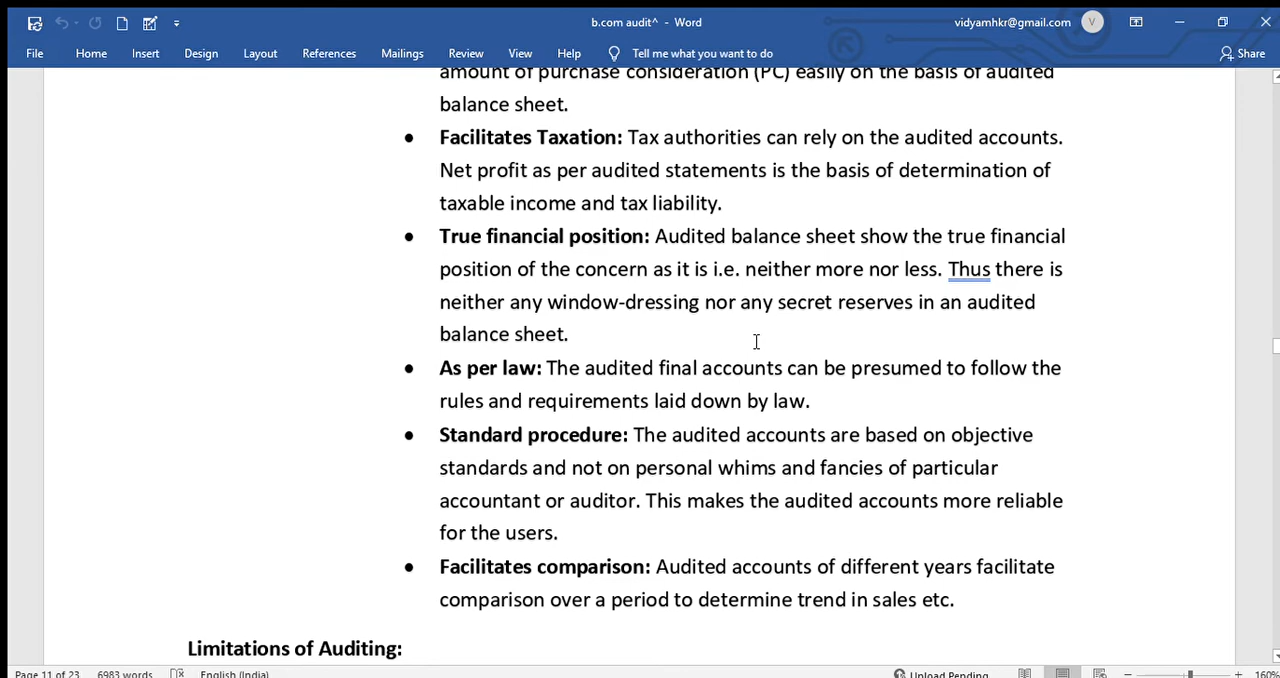 b.com audit^ - Word
vidyamhkr@gmail.com
V
File Home Insert Design Layout References Mailings Review View Help Tell me what you want to do Share
amount of purchase consideration (PC) easily on the basis of audited
balance sheet.
• Facilitates Taxation: Tax authorities can rely on the audited accounts.
Net profit as per audited statements is the basis of determination of
taxable income and tax liability.
• True financial position: Audited balance sheet show the true financial
position of the concern as it is i.e. neither more nor less. Thus there is
neither any window-dressing nor any secret reserves in an audited
balance sheet.
• As per law: The audited final accounts can be presumed to follow the
rules and requirements laid down by law.
• Standard procedure: The audited accounts are based on objective
standards and not on personal whims and fancies of particular
accountant or auditor. This makes the audited accounts more reliable
for the users.
• Facilitates comparison: Audited accounts of different years facilitate
comparison over a period to determine trend in sales etc.
Limitations of Auditing:
Page 11 of 23 6983 words English (India) Upload Pending 160%